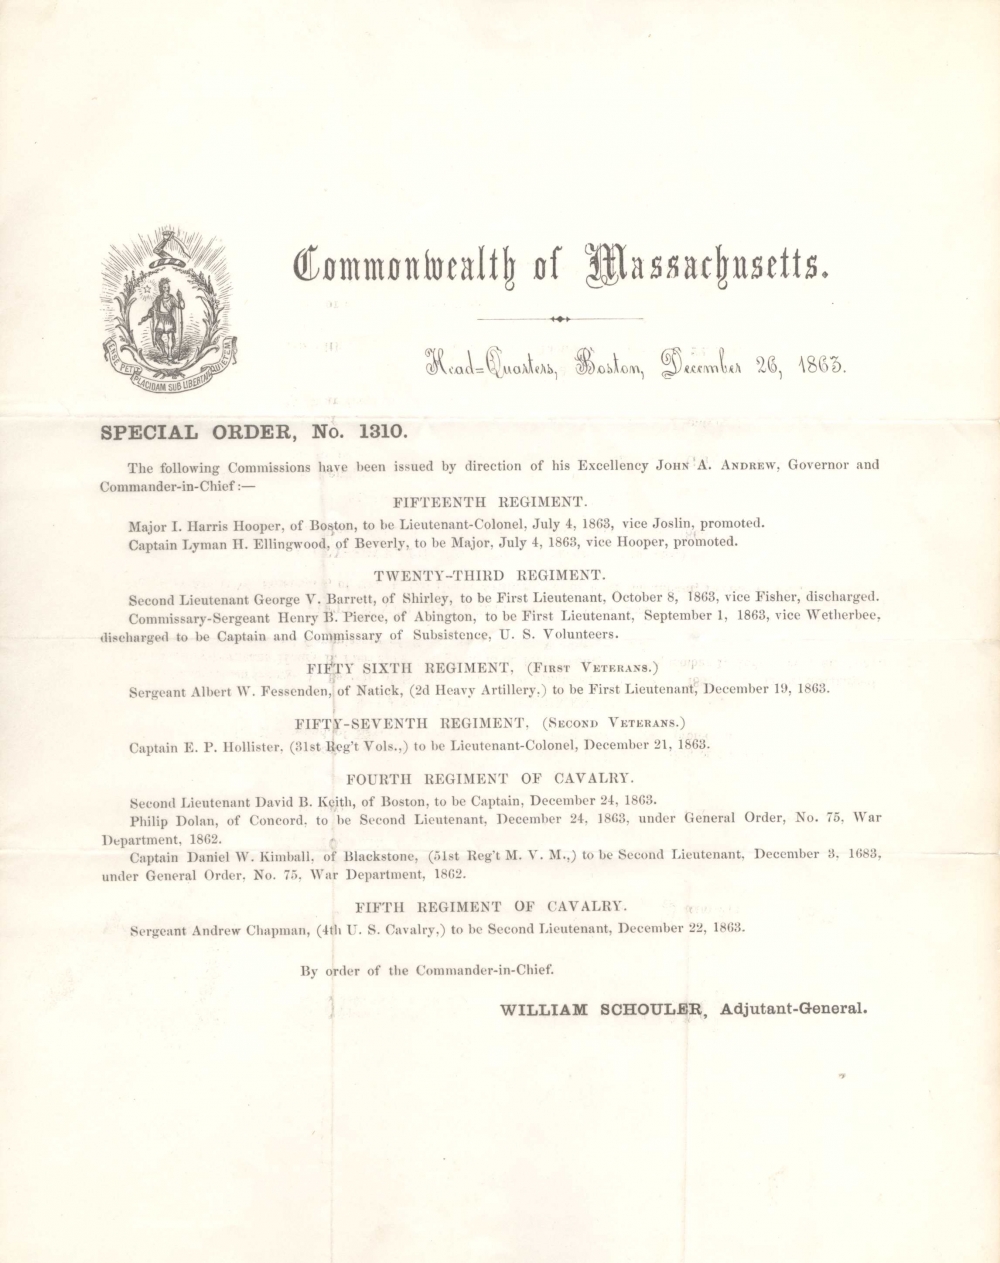 Commonwealth of Massachusetts.
Head=Quarters, Boston, December 26, 1863.
ENSE PETIT PLACIDAM SUB LIBERTATE QUIETEM
SPECIAL ORDER, No. 1310.
The following Commissions have been issued by direction of his Excellency JOHN A. ANDREW, Governor and
Commander-in-Chief:—
FIFTEENTH REGIMENT.
Major I. Harris Hooper, of Boston, to be Lieutenant-Colonel, July 4, 1863, vice Joslin, promoted.
Captain Lyman H. Ellingwood, of Beverly, to be Major, July 4, 1863, vice Hooper, promoted.
TWENTY-THIRD REGIMENT.
Second Lieutenant George V. Barrett, of Shirley, to be First Lieutenant, October 8, 1863, vice Fisher, discharged.
Commissary-Sergeant Henry B. Pierce, of Abington, to be First Lieutenant, September 1, 1863, vice Wetherbee,
discharged to be Captain and Commissary of Subsistence, U. S. Volunteers.
FIFTY SIXTH REGIMENT, (FIRST VETERANS.)
Sergeant Albert W. Fessenden, of Natick, (2d Heavy Artillery,) to be First Lieutenant, December 19, 1863.
FIFTY-SEVENTH REGIMENT, (SECOND VETERANS.)
Captain E. P. Hollister, (31st Reg't Vols.,) to be Lieutenant-Colonel, December 21, 1863.
FOURTH REGIMENT OF CAVALRY.
Second Lieutenant David B. Keith, of Boston, to be Captain, December 24, 1863.
Philip Dolan, of Concord, to be Second Lieutenant, December 24, 1863, under General Order, No. 75, War
Department, 1862.
Captain Daniel W. Kimball, of Blackstone, (51st Reg't M. V. M.,) to be Second Lieutenant, December 3, 1683,
under General Order, No. 75, War Department, 1862.
FIFTH REGIMENT OF CAVALRY.
Sergeant Andrew Chapman, (4th U. S. Cavalry,) to be Second Lieutenant, December 22, 1863.
By order of the Commander-in-Chief.
WILLIAM SCHOULER, Adjutant-General.